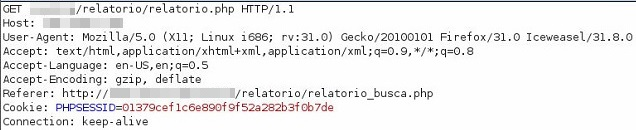 GET /relatorio/relatorio.php HTTP/1.1
Host:
User-Agent: Mozilla/5.0 (X11; Linux i686; rv:31.0) Gecko/20100101 Firefox/31.0 Iceweasel/31.8.0
Accept: text/html,application/xhtml+xml,application/xml;q=0.9,*/*;q=0.8
Accept-Language: en-US,en;q=0.5
Accept-Encoding: gzip, deflate
Referer: http:///relatorio/relatorio_busca.php
Cookie: PHPSESSID=01379cef1c6e890f9f52a282b3f0b7de
Connection: keep-alive